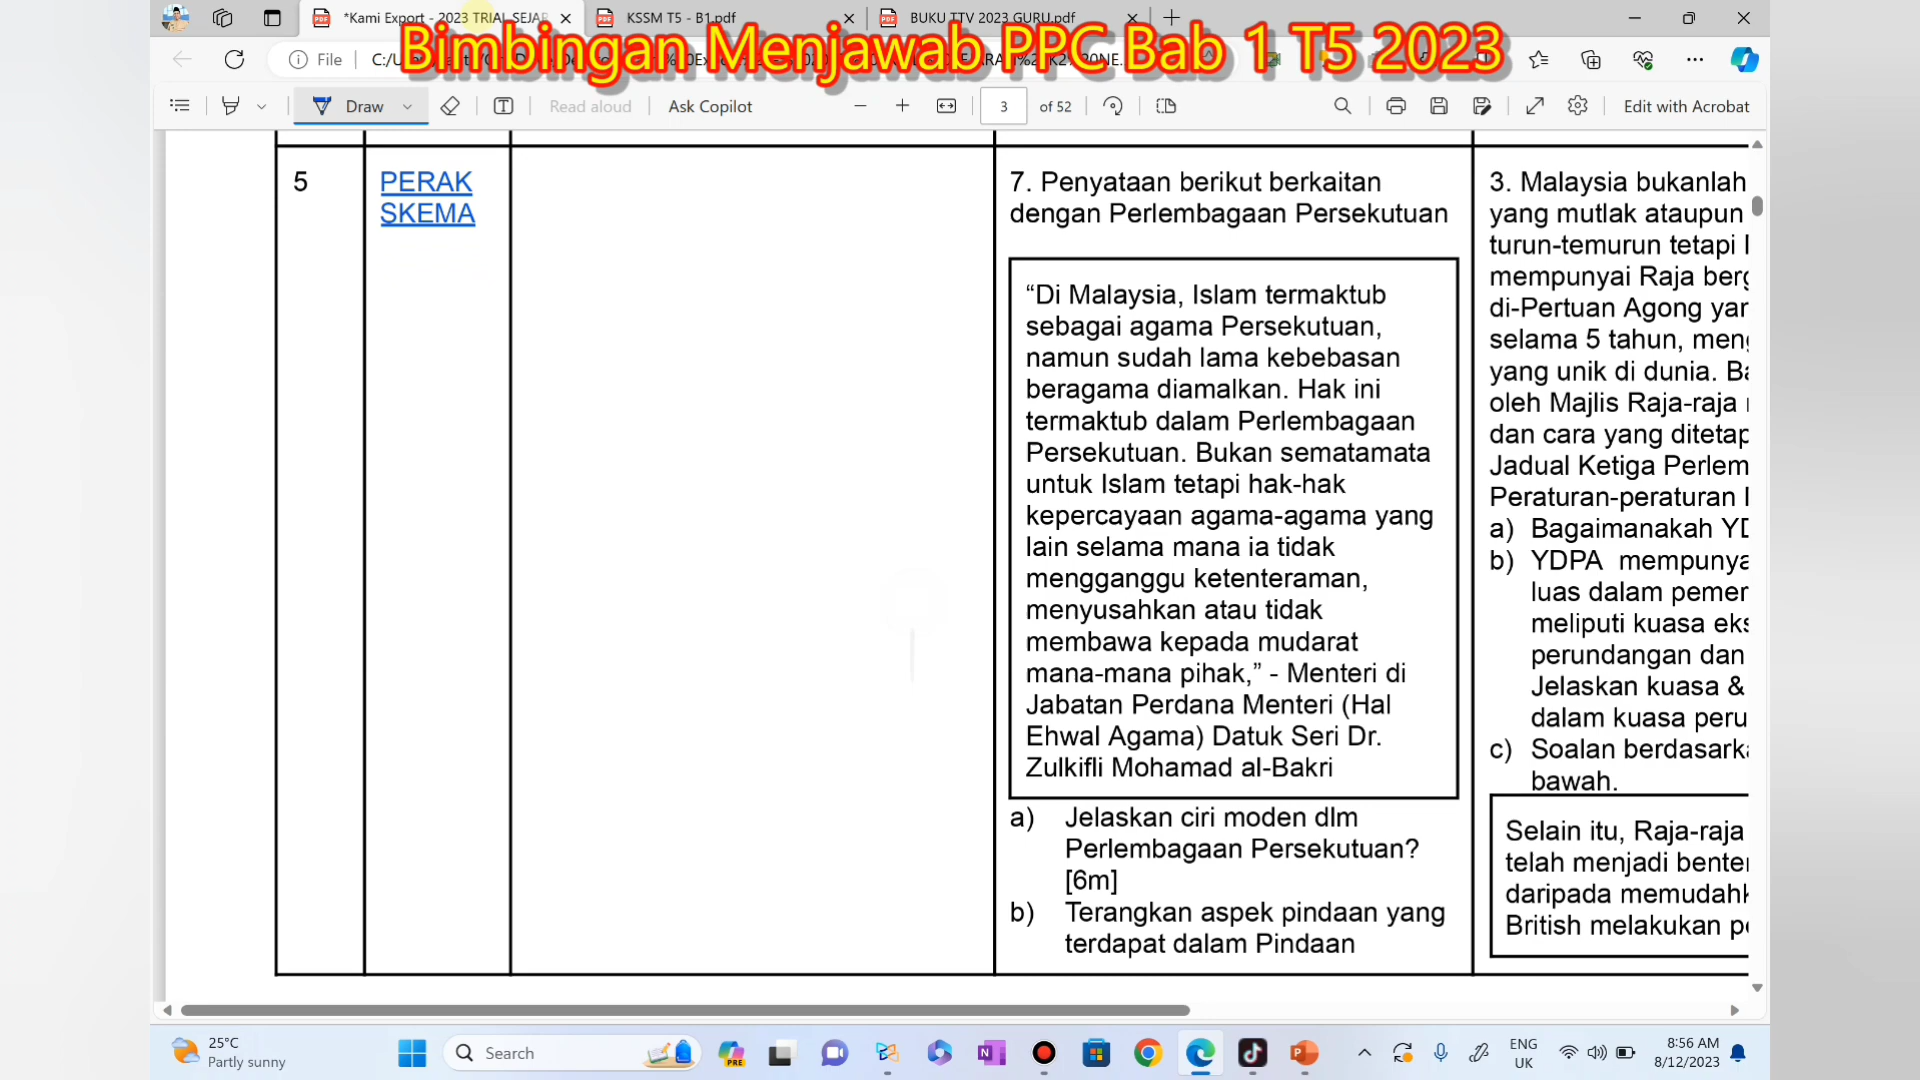 *Kami Export - 2023 TRIAL SEJAR
KSSM T5 - B1.pdf
BUKU TTV 2023 GURU.pdf
Bimbingan Menjawab PPC Bab 1 T5 2023
File
Draw
Read aloud
Ask Copilot
3
of 52
Edit with Acrobat
5
PERAK
SKEMA
7. Penyataan berikut berkaitan
dengan Perlembagaan Persekutuan
“Di Malaysia, Islam termaktub
sebagai agama Persekutuan,
namun sudah lama kebebasan
beragama diamalkan. Hak ini
termaktub dalam Perlembagaan
Persekutuan. Bukan sematamata
untuk Islam tetapi hak-hak
kepercayaan agama-agama yang
lain selama mana ia tidak
mengganggu ketenteraman,
menyusahkan atau tidak
membawa kepada mudarat
mana-mana pihak,” - Menteri di
Jabatan Perdana Menteri (Hal
Ehwal Agama) Datuk Seri Dr.
Zulkifli Mohamad al-Bakri
a) Jelaskan ciri moden dlm
Perlembagaan Persekutuan?
[6m]
b) Terangkan aspek pindaan yang
terdapat dalam Pindaan
3. Malaysia bukanlah
yang mutlak ataupun
turun-temurun tetapi
mempunyai Raja
di-Pertuan Agong
selama 5 tahun,
yang unik di dunia.
oleh Majlis Raja-raja
dan cara yang
Jadual Ketiga
Peraturan-peraturan
a) Bagaimanakah
b) YDPA
luas dalam
meliputi kuasa
perundangan dan
Jelaskan kuasa &
dalam kuasa
c) Soalan
bawah.
Selain itu, Raja-raja
telah menjadi
daripada
British melakukan
25°C
Partly sunny
Search
PRE
ENG
UK
8:56 AM
8/12/2023